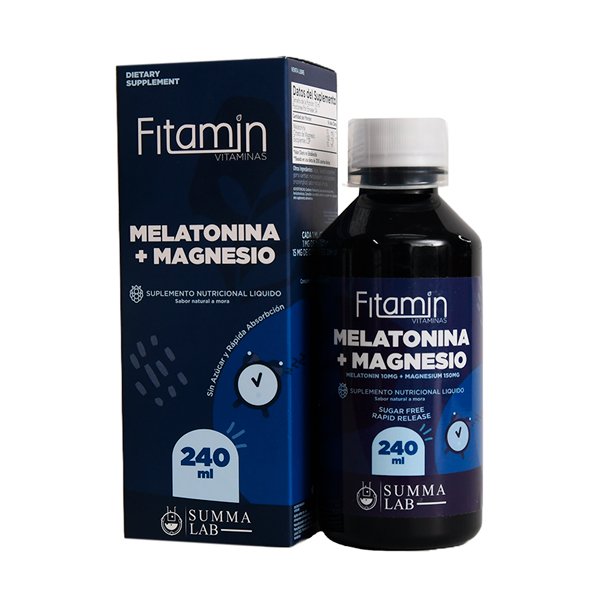 DIETARY
SUPPLEMENT
Fitamin
VITAMINAS
MELATONINA
+ MAGNESIO
SUPLEMENTO NUTRICIONAL LIQUIDO
Sabor natural a mora
Sin Azúcar y Rápida Absorbción
240
ml
SUMMA
LAB
Datos del Suplemento
Fitamin
VITAMINAS
MELATONINA
+ MAGNESIO
MELATONIN 10MG + MAGNESIUM 150MG
SUPLEMENTO NUTRICIONAL LIQUIDO
Sabor natural a mora
SUGAR FREE
RAPID RELEASE
240
ml
SUMMA
LAB